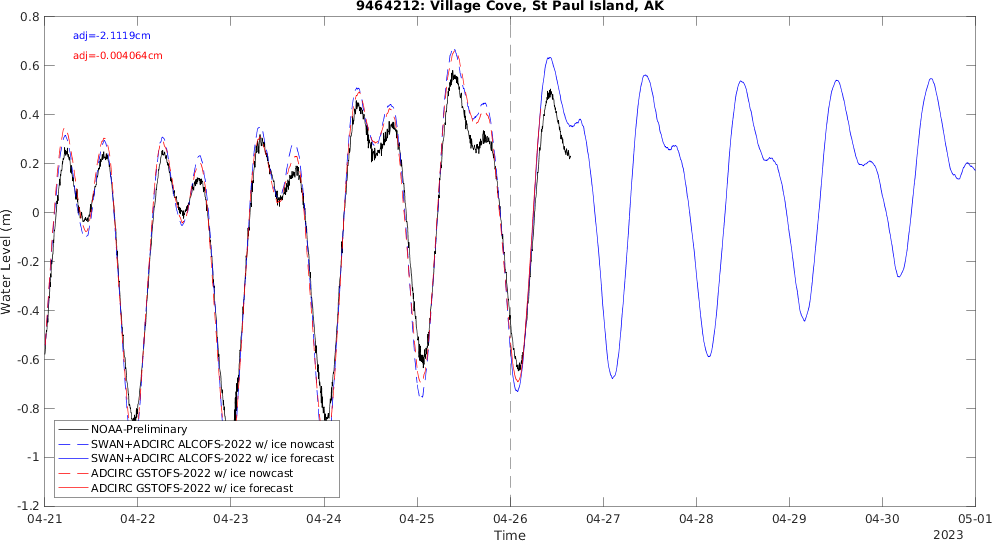 9464212: Village Cove, St Paul Island, AK
adj=-2.1119cm
adj=-0.004064cm
0.8
0.6
0.4
0.2
0
-0.2
-0.4
-0.6
-0.8
-1
-1.2
Water Level (m)
NOAA-Preliminary
SWAN+ADCIRC ALCOFS-2022 w/ ice nowcast
SWAN+ADCIRC ALCOFS-2022 w/ ice forecast
ADCIRC GSTOFS-2022 w/ ice nowcast
ADCIRC GSTOFS-2022 w/ ice forecast
04-21 04-22 04-23 04-24 04-25 04-26 04-27 04-28 04-29 04-30 05-01
Time
2023